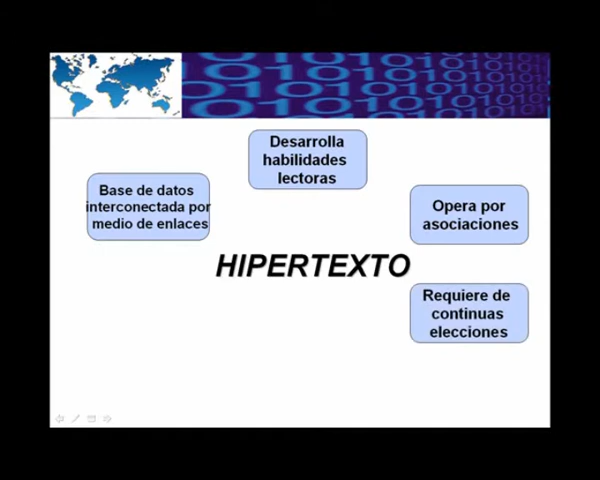 Desarrolla
habilidades
lectoras
Base de datos
interconectada por
medio de enlaces
Opera por
asociaciones
HIPERTEXTO
Requiere de
continuas
elecciones